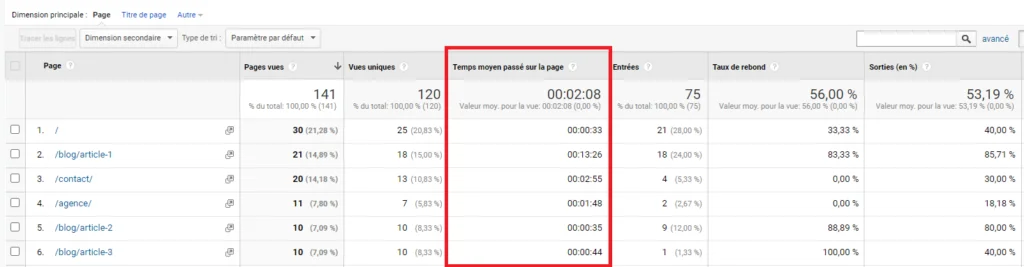 Dimension principale : Page Titre de page Autre
Tracer les lignes Dimension secondaire Type de tri : Paramètre par défaut avancé
Page Pages vues Vues uniques Temps moyen passé sur la page Entrées Taux de rebond Sorties (en %)
141 120 00:02:08 75 56,00 % 53,19 %
% du total: 100,00 % (141) % du total: 100,00 % (120) Valeur moy. pour la vue: 00:02:08 (0,00 %) % du total: 100,00 % (75) Valeur moy. pour la vue: 56,00 % (0,00 %) Valeur moy. pour la vue: 53,19 % (0,00 %)
1. / 30 (21,28 %) 25 (20,83 %) 00:00:33 21 (28,00 %) 33,33 % 40,00 %
2. /blog/article-1 21 (14,89 %) 18 (15,00 %) 00:13:26 18 (24,00 %) 83,33 % 85,71 %
3. /contact/ 20 (14,18 %) 13 (10,83 %) 00:02:55 4 (5,33 %) 0,00 % 30,00 %
4. /agence/ 11 (7,80 %) 7 (5,83 %) 00:01:48 2 (2,67 %) 0,00 % 18,18 %
5. /blog/article-2 10 (7,09 %) 10 (8,33 %) 00:00:35 9 (12,00 %) 88,89 % 80,00 %
6. /blog/article-3 10 (7,09 %) 10 (8,33 %) 00:00:44 1 (1,33 %) 100,00 % 40,00 %